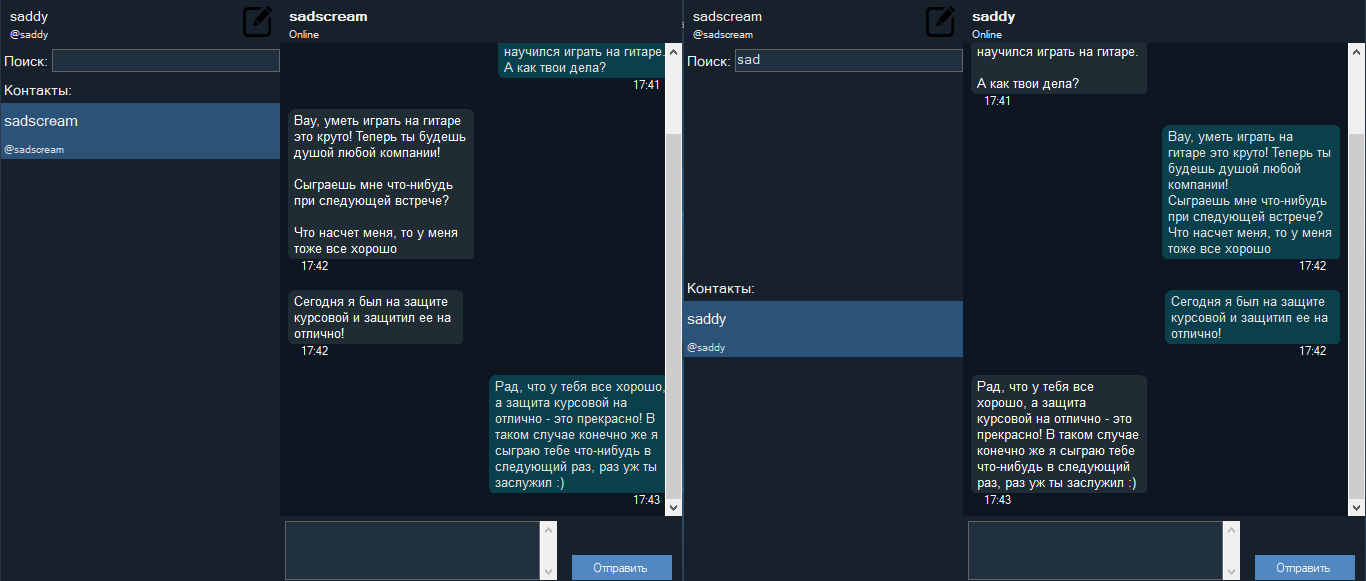 saddy
@saddy
Поиск:
Контакты:
sadscream
@sadscream
sadscream
Online
научился играть на гитаре.
А как твои дела?
17:41
Вау, уметь играть на гитаре
это круто! Теперь ты будешь
душой любой компании!
Сыграешь мне что-нибудь
при следующей встрече?
Что насчет меня, то у меня
тоже все хорошо
17:42
Сегодня я был на защите
курсовой и защитил ее на
отлично!
17:42
Рад, что у тебя все хорошо,
а защита курсовой на
отлично - это прекрасно! В
таком случае конечно же я
сыграю тебе что-нибудь в
следующий раз, раз уж ты
заслужил :)
17:43
Отправить
sadscream
@sadscream
Поиск: sad
Контакты:
saddy
@saddy
saddy
Online
научился играть на гитаре.
А как твои дела?
17:41
Вау, уметь играть на
гитаре это круто! Теперь ты
будешь душой любой
компании!
Сыграешь мне что-нибудь
при следующей встрече?
Что насчет меня, то у меня
тоже все хорошо
17:42
Сегодня я был на защите
курсовой и защитил ее на
отлично!
17:42
Рад, что у тебя все
хорошо, а защита
курсовой на отлично - это
прекрасно! В таком случае
конечно же я сыграю тебе
что-нибудь в следующий
раз, раз уж ты заслужил :)
17:43
Отправить